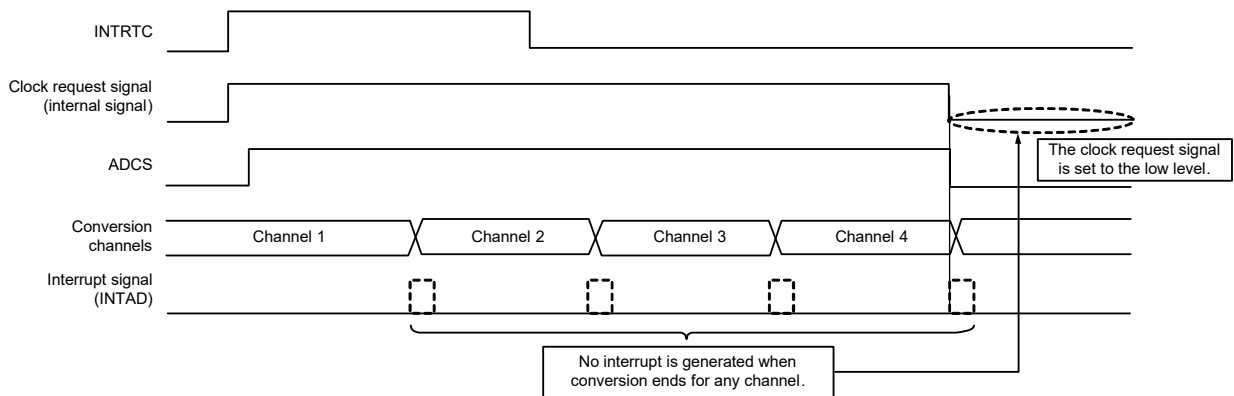 INTRTC
Clock request signal
(internal signal)
The clock request signal
is set to the low level.
ADCS
Conversion
channels
Channel 1
Channel 2
Channel 3
Channel 4
Interrupt signal
(INTAD)
No interrupt is generated when
conversion ends for any channel.